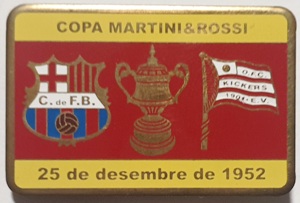 COPA MARTINI&ROSSI
C. de F.B.
O.F.C.
KICKERS
1901-E.V.
25 de desembre de 1952